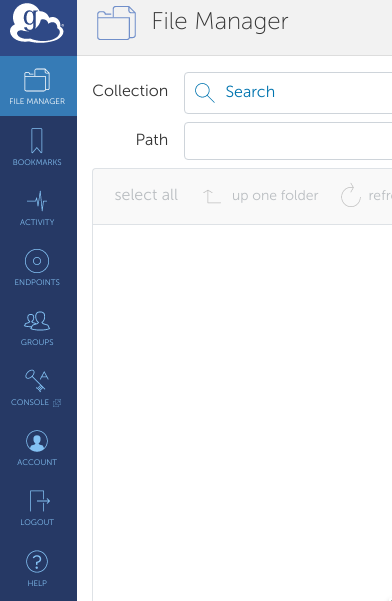 g
File Manager
FILE MANAGER
Collection
Search
Path
BOOKMARKS
select all
up one folder
refr
ACTIVITY
ENDPOINTS
GROUPS
A
CONSOLE
ACCOUNT
LOGOUT
?
HELP